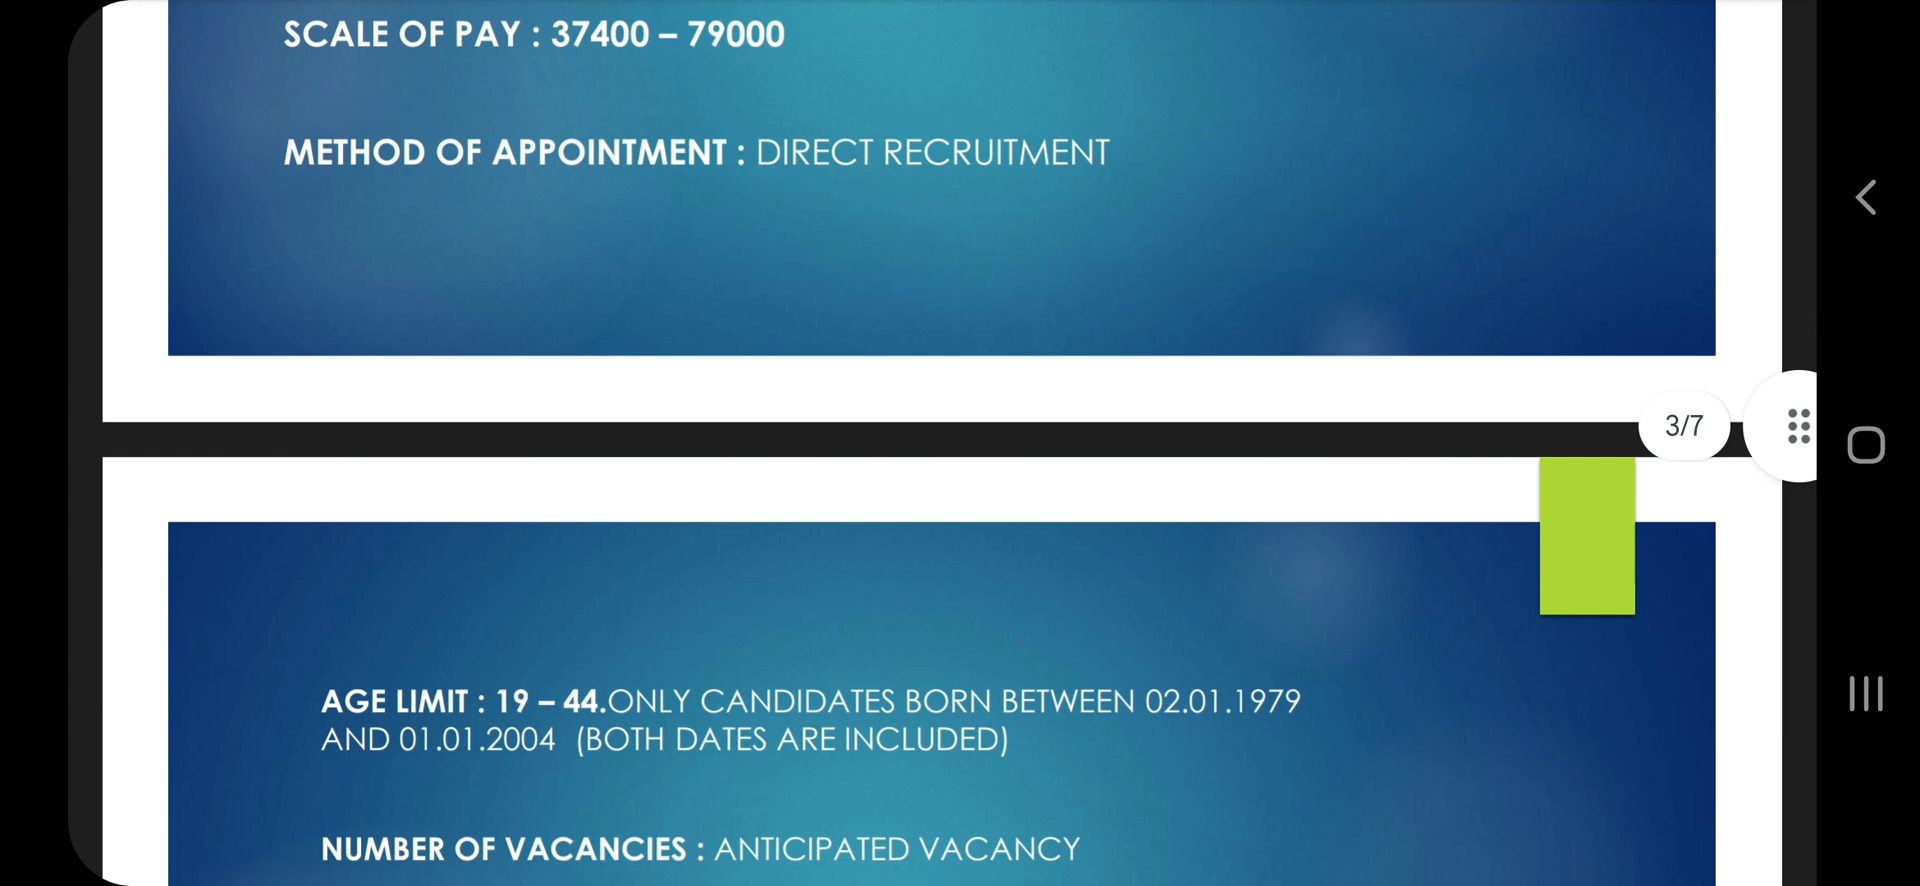 SCALE OF PAY : 37400 – 79000
METHOD OF APPOINTMENT : DIRECT RECRUITMENT
3/7
AGE LIMIT : 19 – 44.ONLY CANDIDATES BORN BETWEEN 02.01.1979
AND 01.01.2004 (BOTH DATES ARE INCLUDED)
NUMBER OF VACANCIES : ANTICIPATED VACANCY